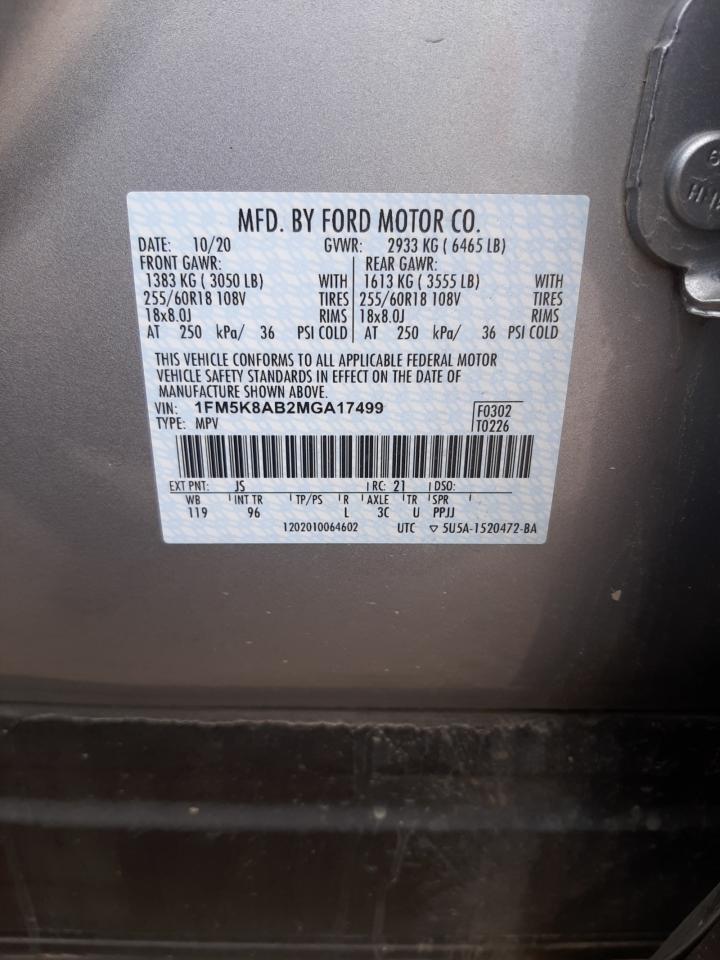 MFD. BY FORD MOTOR CO.
DATE: 10/20 GVWR: 2933 KG ( 6465 LB)
FRONT GAWR: REAR GAWR:
1383 KG ( 3050 LB) WITH 1613 KG ( 3555 LB) WITH
255/60R18 108V TIRES 255/60R18 108V TIRES
18x8.0J RIMS 18x8.0J RIMS
AT 250 kPa/ 36 PSI COLD AT 250 kPa/ 36 PSI COLD
THIS VEHICLE CONFORMS TO ALL APPLICABLE FEDERAL MOTOR
VEHICLE SAFETY STANDARDS IN EFFECT ON THE DATE OF
MANUFACTURE SHOWN ABOVE.
VIN: 1FM5K8AB2MGA17499 F0302
TYPE: MPV T0226
EXT PNT: JS RC: 21 DSO:
WB INT TR TP/PS R AXLE TR SPR
119 96 L 3C U PPJJ
1202010064602 UTC ▽ 5U5A-1520472-BA